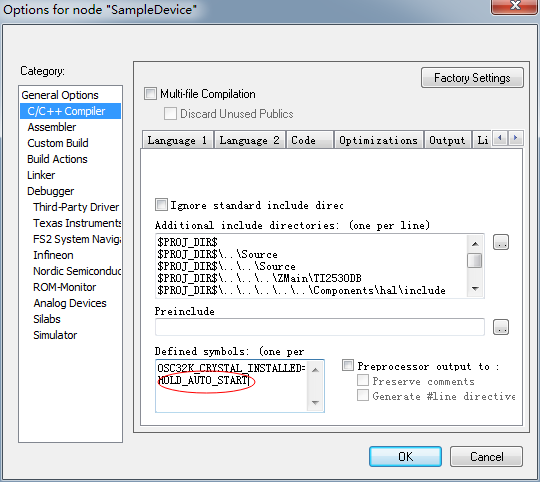 Options for node "SampleDevice"
Category:
General Options
C/C++ Compiler
Assembler
Custom Build
Build Actions
Linker
Debugger
Third-Party Driver
Texas Instruments
FS2 System Naviga
Infineon
Nordic Semiconduc
ROM-Monitor
Analog Devices
Silabs
Simulator
Factory Settings
Multi-file Compilation
Discard Unused Publics
Language 1
Language 2
Code
Optimizations
Output
Li
Ignore standard include direc
Additional include directories: (one per line)
$PROJ_DIR$
$PROJ_DIR$\..\Source
$PROJ_DIR$\..\..\Source
$PROJ_DIR$\..\..\..\ZMain\TI2530DB
$PROJ_DIR$\..\..\..\..\..\Components\hal\include
Preinclude
Defined symbols: (one per
OSC32K_CRYSTAL_INSTALLED=
HOLD_AUTO_START
Preprocessor output to :
Preserve comments
Generate #line directive
OK
Cancel